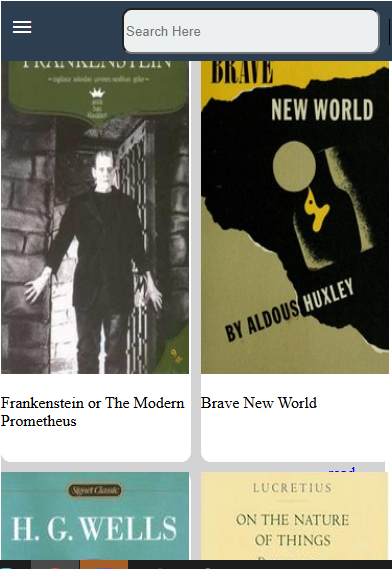 Search Here
FRANKENSTEIN
BRAVE
NEW WORLD
BY ALDOUS HUXLEY
Frankenstein or The Modern
Prometheus
Brave New World
read
Signet Classic
H. G. WELLS
LUCRETIUS
ON THE NATURE
OF THINGS